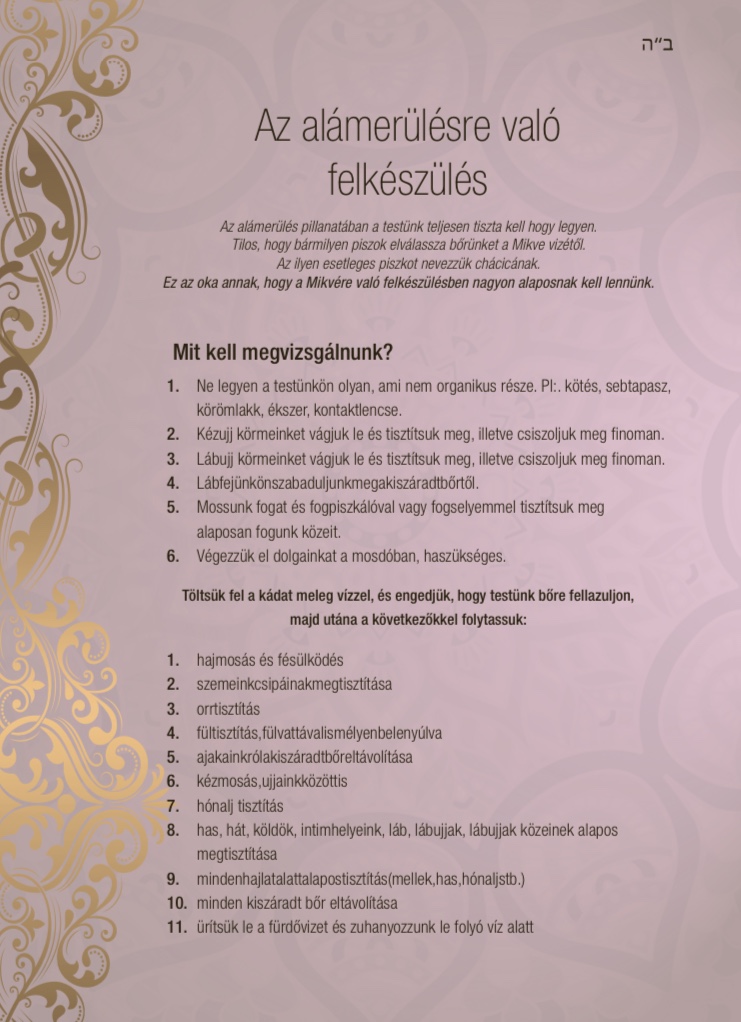 ב״ה
Az alámerülésre való
felkészülés
Az alámerülés pillanatában a testünk teljesen tiszta kell hogy legyen.
Tilos, hogy bármilyen piszok elválassza bőrünket a Mikve vizétől.
Az ilyen esetleges piszkot nevezzük chácicának.
Ez az oka annak, hogy a Mikvére való felkészülésben nagyon alaposnak kell lennünk.
Mit kell megvizsgálnunk?
1. Ne legyen a testünkön olyan, ami nem organikus része. Pl:. kötés, sebtapasz,
körömlakk, ékszer, kontaktlencse.
2. Kézujj körmeinket vágjuk le és tisztítsuk meg, illetve csiszoljuk meg finoman.
3. Lábujj körmeinket vágjuk le és tisztítsuk meg, illetve csiszoljuk meg finoman.
4. Lábfejünkönszabaduljunkmegakiszáradtbőrtől.
5. Mossunk fogat és fogpiszkálóval vagy fogselyemmel tisztítsuk meg
alaposan fogunk közeit.
6. Végezzük el dolgainkat a mosdóban, haszükséges.
Töltsük fel a kádat meleg vízzel, és engedjük, hogy testünk bőre fellazuljon,
majd utána a következőkkel folytassuk:
1. hajmosás és fésülködés
2. szemeinkcsipáinakmegtisztítása
3. orrtisztítás
4. fültisztítás,fülvattávalismélyenbelenyúlva
5. ajakainkrólakiszáradtbőreltávolítása
6. kézmosás,ujjainkközöttis
7. hónalj tisztítás
8. has, hát, köldök, intimhelyeink, láb, lábujjak, lábujjak közeinek alapos
megtisztítása
9. mindenhajlatalattalapostisztítás(mellek,has,hónaljstb.)
10. minden kiszáradt bőr eltávolítása
11. ürítsük le a fürdővizet és zuhanyozzunk le folyó víz alatt